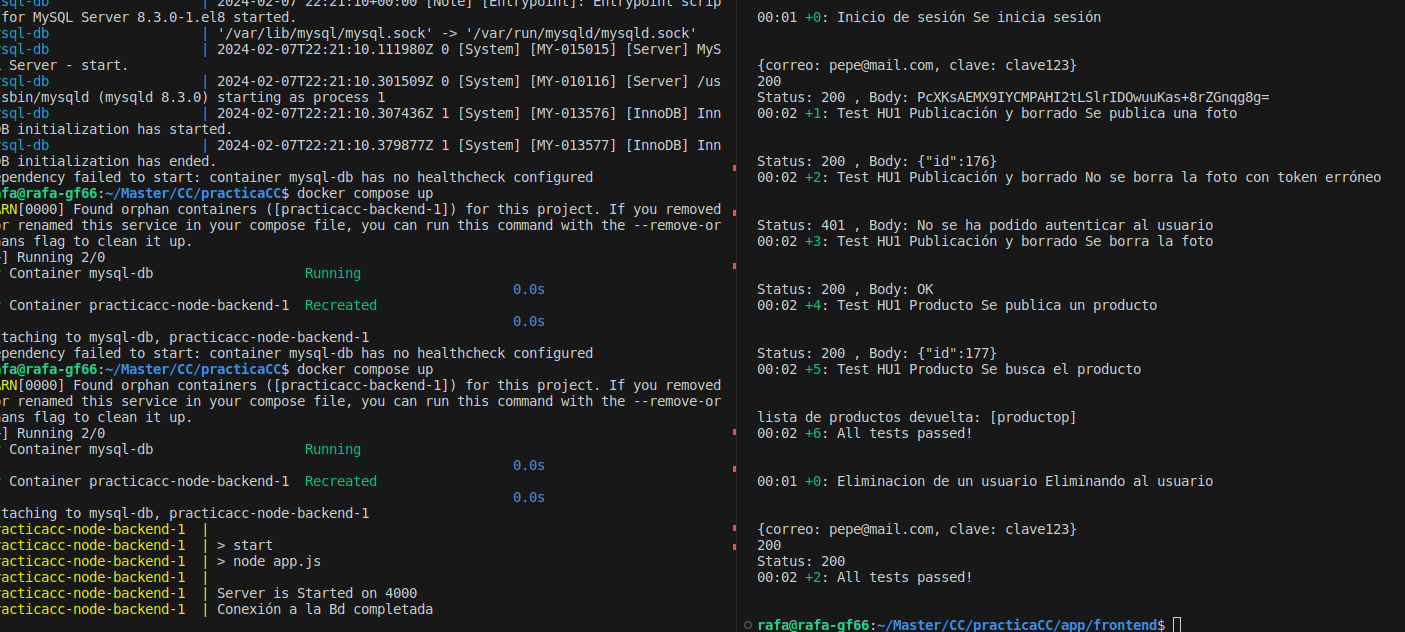 sql-db | 2024-02-07 22:21:10+00:00 [Note] [Entrypoint]: Entrypoint scrip
for MySQL Server 8.3.0-1.el8 started.
sql-db | '/var/lib/mysql/mysql.sock' -> '/var/run/mysqld/mysqld.sock'
sql-db | 2024-02-07T22:21:10.111980Z 0 [System] [MY-015015] [Server] MyS
Server - start.
sql-db | 2024-02-07T22:21:10.301509Z 0 [System] [MY-010116] [Server] /us
sbin/mysqld (mysqld 8.3.0) starting as process 1
sql-db | 2024-02-07T22:21:10.307436Z 1 [System] [MY-013576] [InnoDB] Inn
DB initialization has started.
sql-db | 2024-02-07T22:21:10.379877Z 1 [System] [MY-013577] [InnoDB] Inn
DB initialization has ended.
ependency failed to start: container mysql-db has no healthcheck configured
afa@rafa-gf66:~/Master/CC/practicaCC$ docker compose up
ARN[0000] Found orphan containers ([practicacc-backend-1]) for this project. If you removed
or renamed this service in your compose file, you can run this command with the --remove-or
hans flag to clean it up.
] Running 2/0
Container mysql-db Running
0.0s
Container practicacc-node-backend-1 Recreated
0.0s
ttaching to mysql-db, practicacc-node-backend-1
ependency failed to start: container mysql-db has no healthcheck configured
afa@rafa-gf66:~/Master/CC/practicaCC$ docker compose up
ARN[0000] Found orphan containers ([practicacc-backend-1]) for this project. If you removed
or renamed this service in your compose file, you can run this command with the --remove-or
hans flag to clean it up.
] Running 2/0
Container mysql-db Running
0.0s
Container practicacc-node-backend-1 Recreated
0.0s
ttaching to mysql-db, practicacc-node-backend-1
racticacc-node-backend-1 |
racticacc-node-backend-1 | > start
racticacc-node-backend-1 | > node app.js
racticacc-node-backend-1 |
racticacc-node-backend-1 | Server is Started on 4000
racticacc-node-backend-1 | Conexión a la Bd completada
00:01 +0: Inicio de sesión Se inicia sesión
{correo: pepe@mail.com, clave: clave123}
200
Status: 200 , Body: PcXKsAEMX9IYCMPAHI2tLSlrIDOwuuKas+8rZGnqg8g=
00:02 +1: Test HU1 Publicación y borrado Se publica una foto
Status: 200 , Body: {"id":176}
00:02 +2: Test HU1 Publicación y borrado No se borra la foto con token erróneo
Status: 401 , Body: No se ha podido autenticar al usuario
00:02 +3: Test HU1 Publicación y borrado Se borra la foto
Status: 200 , Body: OK
00:02 +4: Test HU1 Producto Se publica un producto
Status: 200 , Body: {"id":177}
00:02 +5: Test HU1 Producto Se busca el producto
lista de productos devuelta: [productop]
00:02 +6: All tests passed!
00:01 +0: Eliminacion de un usuario Eliminando al usuario
{correo: pepe@mail.com, clave: clave123}
200
Status: 200
00:02 +2: All tests passed!
rafa@rafa-gf66:~/Master/CC/practicaCC/app/frontend$